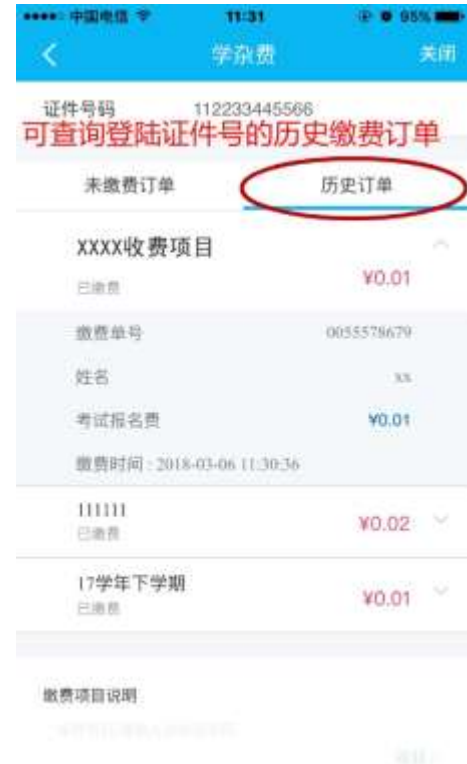 中国电信 11:31 95%
学杂费 关闭
证件号码 112233445566
可查询登陆证件号的历史缴费订单
未缴费订单 历史订单
XXXX收费项目
已缴费 ¥0.01
缴费单号 0055578679
姓名 xx
考试报名费 ¥0.01
缴费时间：2018-03-06 11:30:36
111111
已缴费 ¥0.02
17学年下学期
已缴费 ¥0.01
缴费项目说明